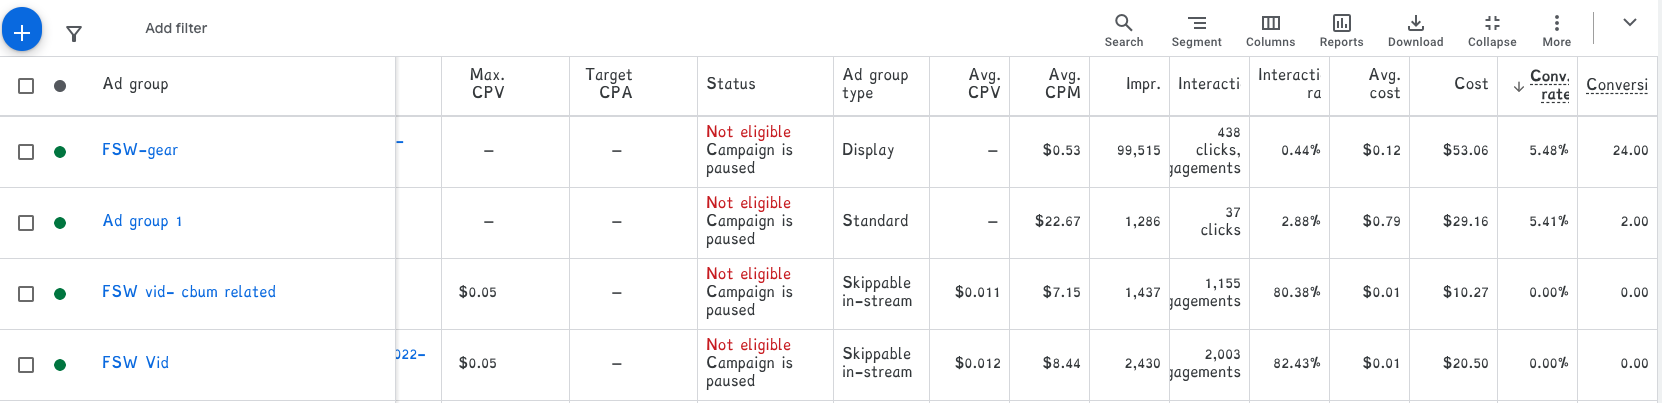 Add filter
Search
Segment
Columns
Reports
Download
Collapse
More
Ad group
Max.
CPV
Target
CPA
Status
Ad group
type
Avg.
CPV
Avg.
CPM
Impr.
Interacti
Interacti
ra
Avg.
cost
Cost
Conv.
rate
Conversi
FSW-gear
-
—
—
Not eligible
Campaign is
paused
Display
—
$0.53
99,515
438
clicks,
gagements
0.44%
$0.12
$53.06
5.48%
24.00
Ad group 1
—
—
Not eligible
Campaign is
paused
Standard
—
$22.67
1,286
37
clicks
2.88%
$0.79
$29.16
5.41%
2.00
FSW vid- cbum related
$0.05
—
Not eligible
Campaign is
paused
Skippable
in-stream
$0.011
$7.15
1,437
1,155
gagements
80.38%
$0.01
$10.27
0.00%
0.00
FSW Vid
022-
$0.05
—
Not eligible
Campaign is
paused
Skippable
in-stream
$0.012
$8.44
2,430
2,003
gagements
82.43%
$0.01
$20.50
0.00%
0.00